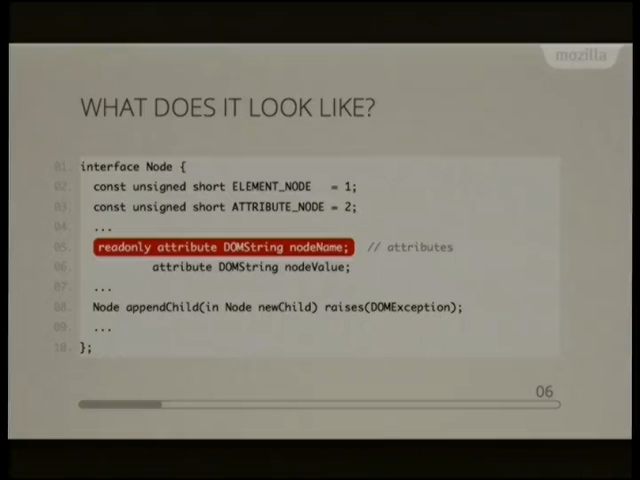 mozilla
WHAT DOES IT LOOK LIKE?
01. interface Node {
02. const unsigned short ELEMENT_NODE = 1;
03. const unsigned short ATTRIBUTE_NODE = 2;
04. ...
05. readonly attribute DOMString nodeName; // attributes
06. attribute DOMString nodeValue;
07. ...
08. Node appendChild(in Node newChild) raises(DOMException);
09. ...
10. };
06